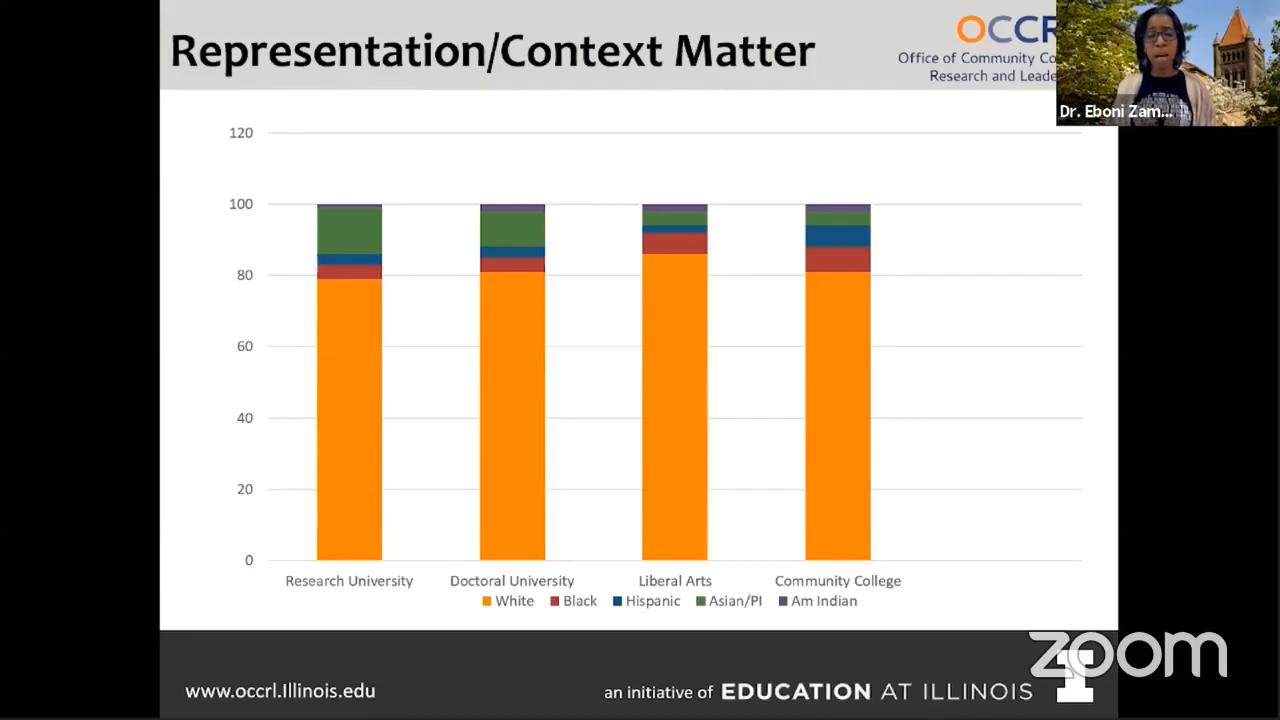 Representation/Context Matter
OCCR
Office of Community Co
Research and Leade
Dr. Eboni Zam...
120
100
80
60
40
20
0
Research University Doctoral University Liberal Arts Community College
White Black Hispanic Asian/PI Am Indian
www.occrl.Illinois.edu
an initiative of EDUCATION AT ILLINOIS
zoom